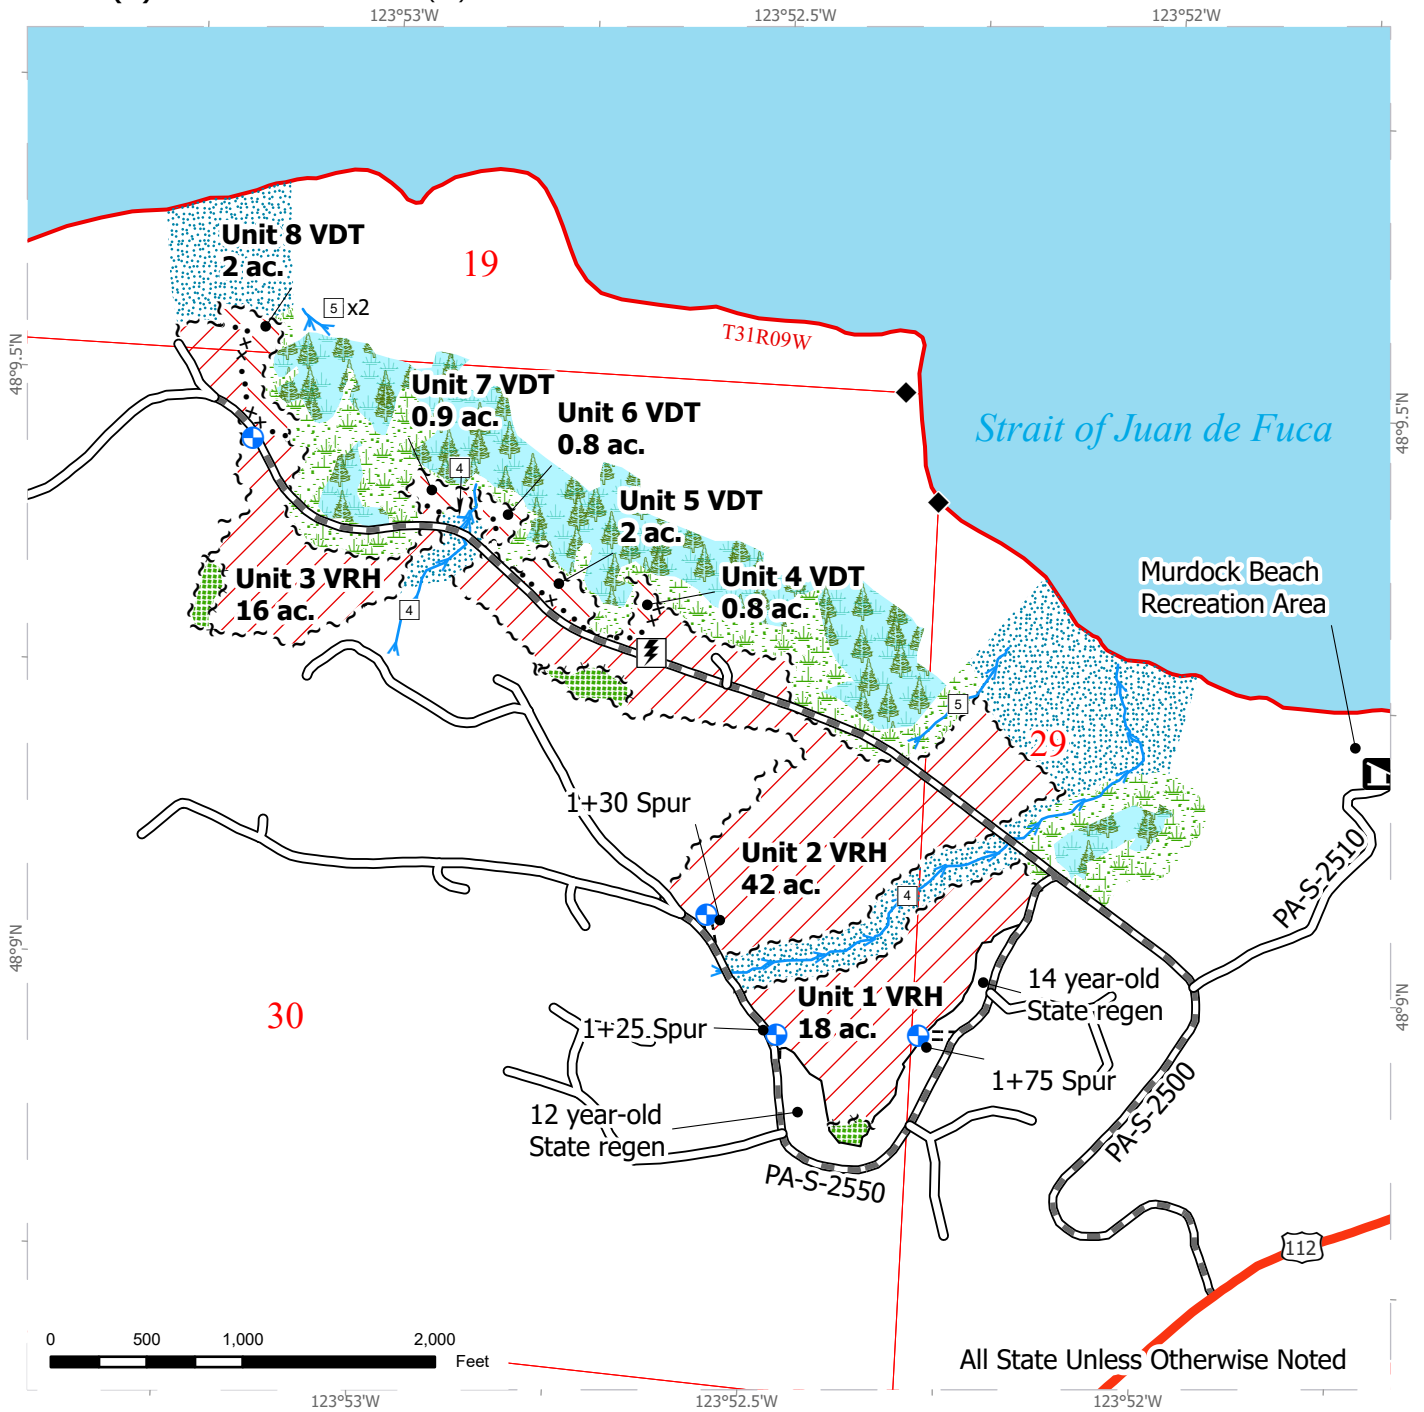 123°53'W
123°52.5'W
123°52'W
Unit 8 VDT
2 ac.
19
5 x2
T31R09W
48°9.5'N
48°9.5'N
Unit 7 VDT
0.9 ac.
Unit 6 VDT
0.8 ac.
Strait of Juan de Fuca
4
Unit 5 VDT
2 ac.
Unit 3 VRH
16 ac.
Unit 4 VDT
0.8 ac.
Murdock Beach
Recreation Area
4
5
29
1+30 Spur
Unit 2 VRH
42 ac.
4
PA-S-2510
48°9'N
48°9'N
30
Unit 1 VRH
18 ac.
14 year-old
State regen
1+25 Spur
1+75 Spur
12 year-old
State regen
PA-S-2500
PA-S-2550
112
0 500 1,000 2,000
Feet
All State Unless Otherwise Noted
123°53'W
123°52.5'W
123°52'W